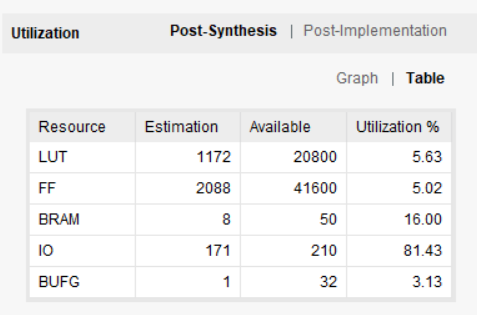 Utilization Post-Synthesis | Post-Implementation
Graph | Table
Resource Estimation Available Utilization %
LUT 1172 20800 5.63
FF 2088 41600 5.02
BRAM 8 50 16.00
IO 171 210 81.43
BUFG 1 32 3.13